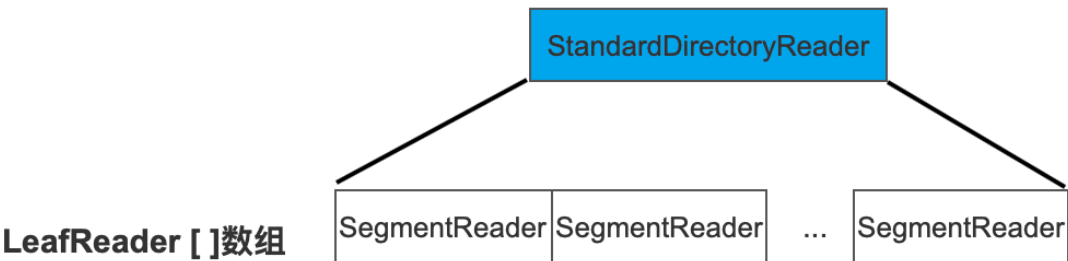 StandardDirectoryReader
LeafReader [ ]数组
SegmentReader SegmentReader ... SegmentReader